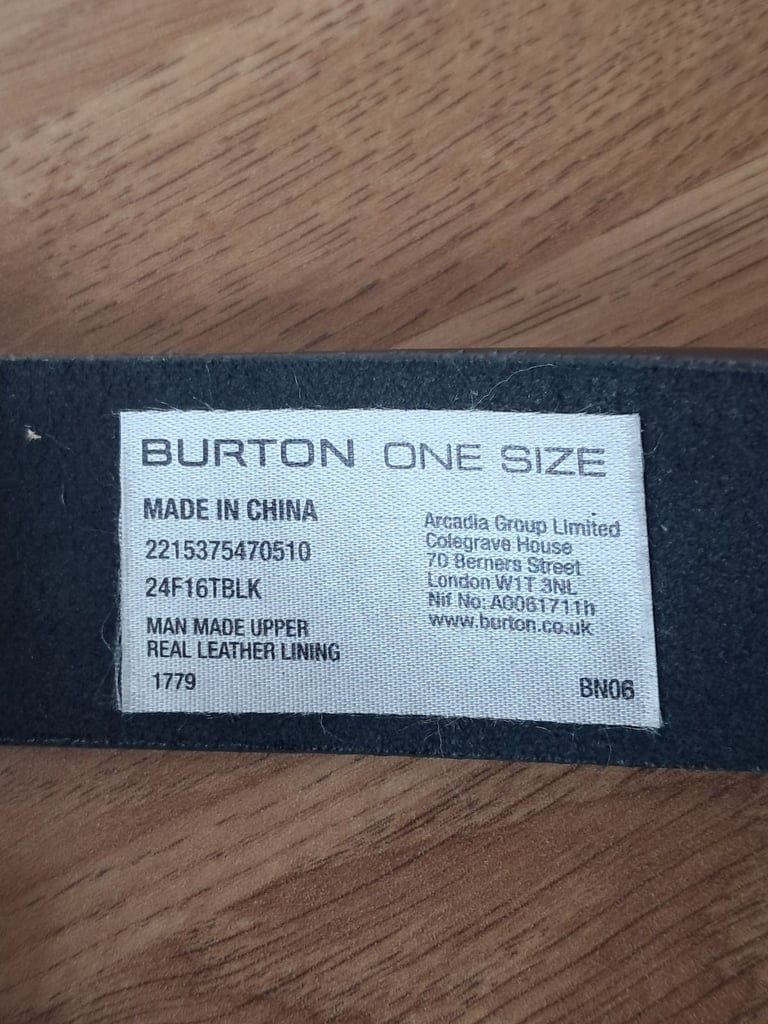 BURTON ONE SIZE
MADE IN CHINA
2215375470510
24F16TBLK
MAN MADE UPPER
REAL LEATHER LINING
1779
Arcadia Group Limited
Colegrave House
70 Berners Street
London W1T 3NL
Nif No: A0061711h
www.burton.co.uk
BN06